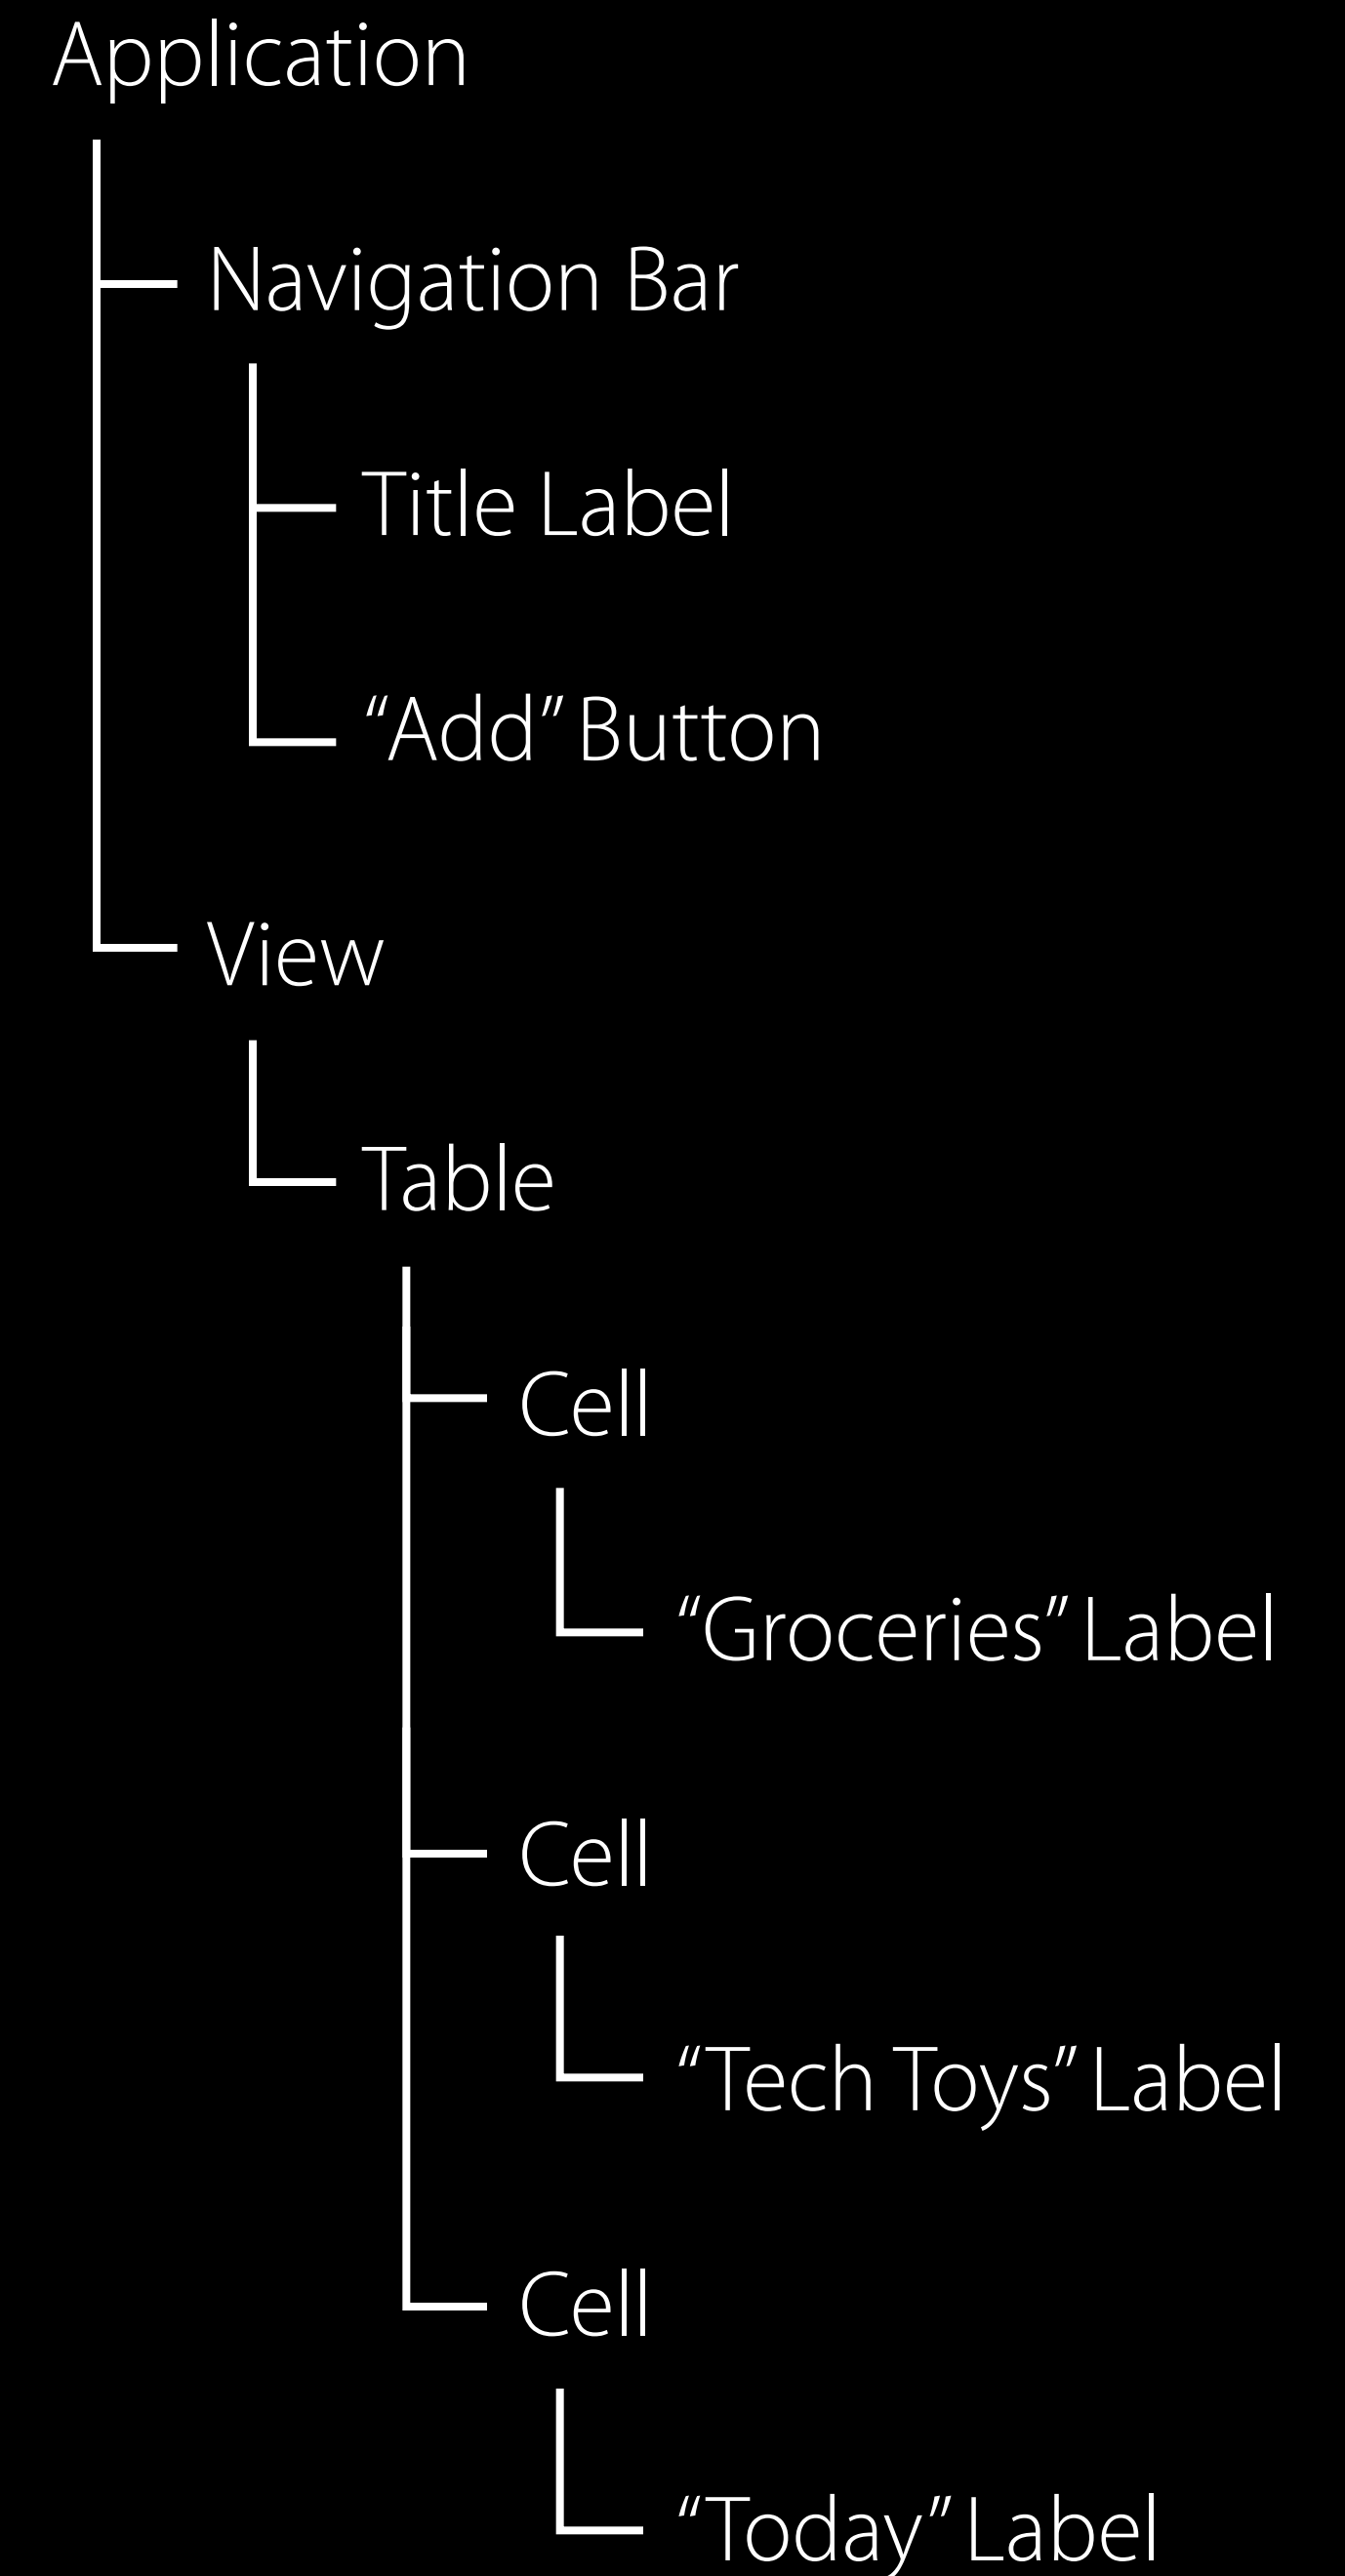 Application
Navigation Bar
Title Label
“Add” Button
View
Table
Cell
“Groceries” Label
Cell
“Tech Toys” Label
Cell
“Today” Label